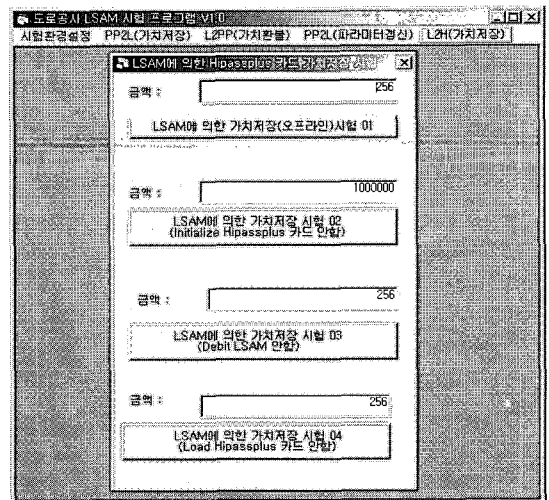 도로공사 LSAM 시험 프로그램 V1.0
시험환경설정 PP2L(가치저장) L2PP(가치환불) PP2L(파라미터갱신) L2H(가치저장)
LSAM에 의한 Hipassplus 카드 가치저장 시험
금액 : 256
LSAM에 의한 가치저장(오프라인)시험 01
금액 : 1000000
LSAM에 의한 가치저장 시험 02
(Initialize Hipassplus 카드 안함)
금액 : 256
LSAM에 의한 가치저장 시험 03
(Debit LSAM 안함)
금액 : 256
LSAM에 의한 가치저장 시험 04
(Load Hipassplus 카드 안함)